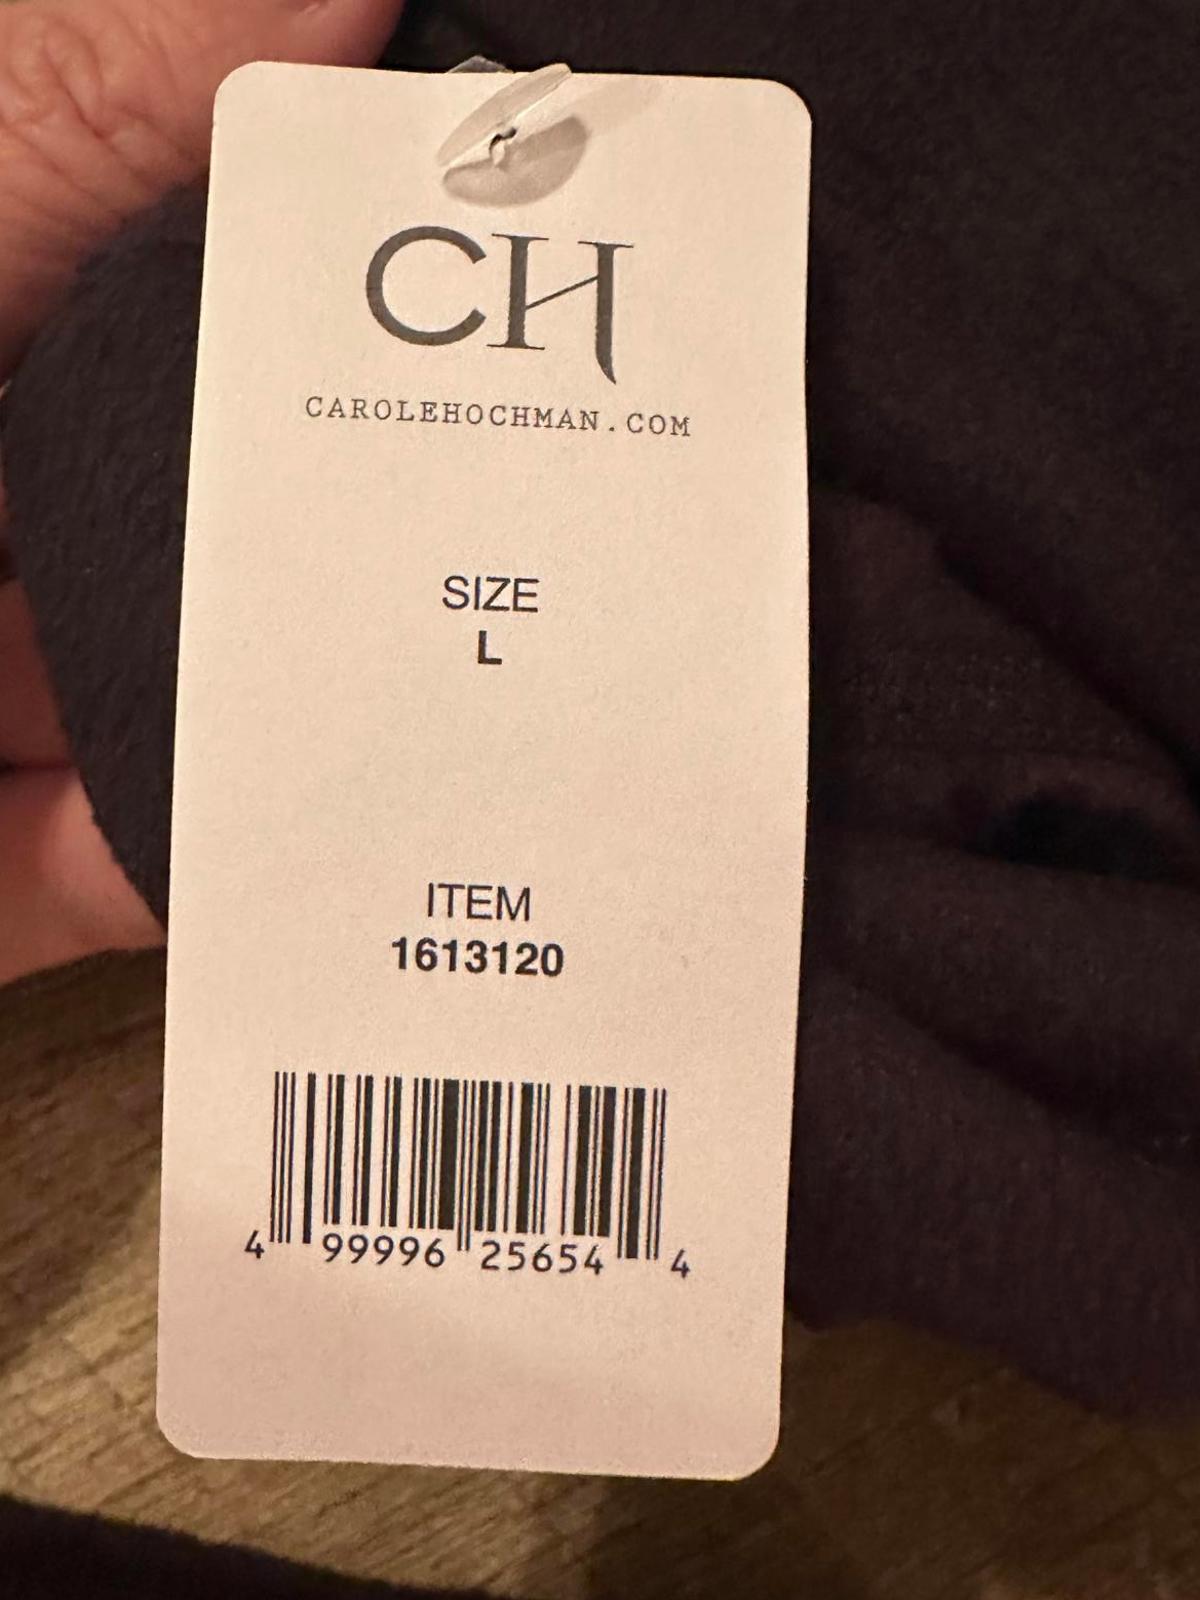 CH
CAROLEHOCHMAN.COM
SIZE
L
ITEM
1613120
4 99996 25654 4